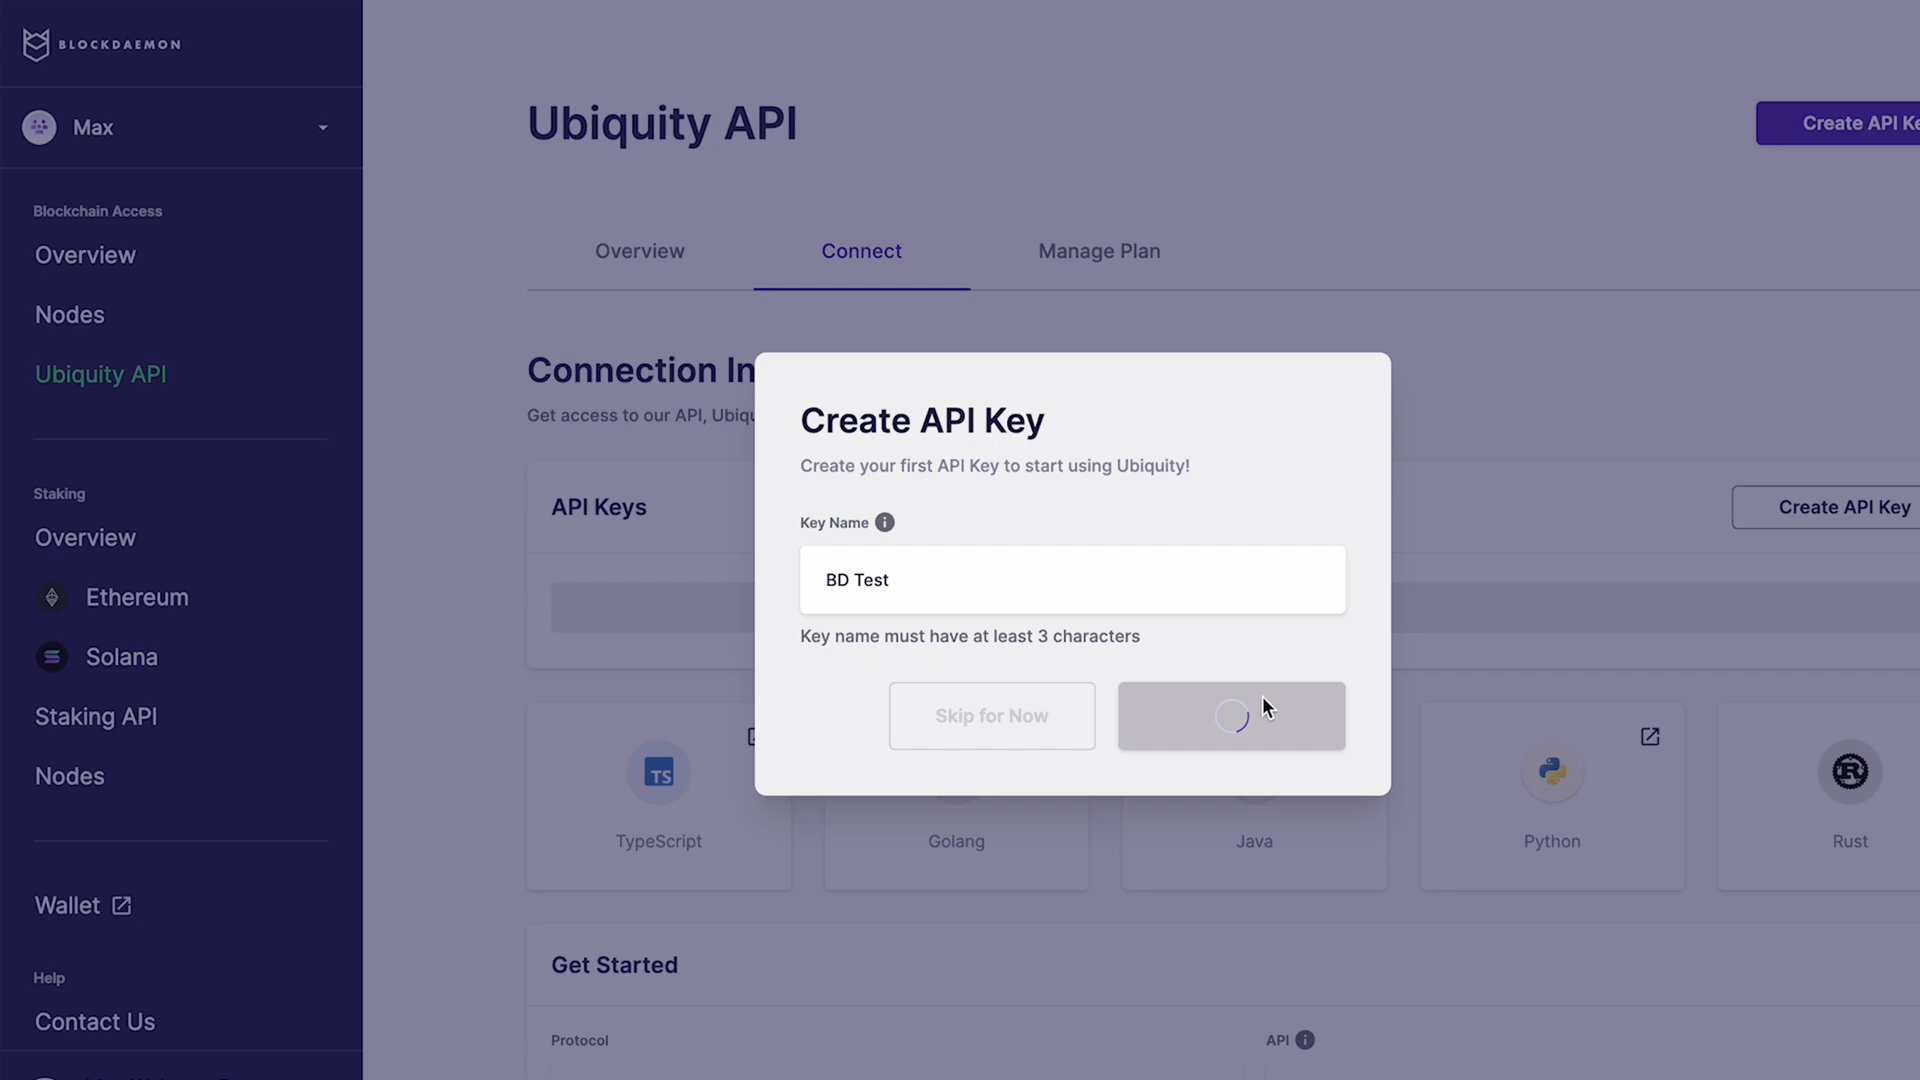 BLOCKDAEMON
Max
Blockchain Access
Overview
Nodes
Ubiquity API
Staking
Overview
Ethereum
Solana
Staking API
Nodes
Wallet
Help
Contact Us
Ubiquity API
Create API Ke
Overview
Connect
Manage Plan
Connection In
Get access to our API, Ubiqu
API Keys
Create API Key
Create API Key
Create your first API Key to start using Ubiquity!
Key Name
BD Test
Key name must have at least 3 characters
Skip for Now
TS
TypeScript
Golang
Java
Python
R
Rust
Get Started
Protocol
API